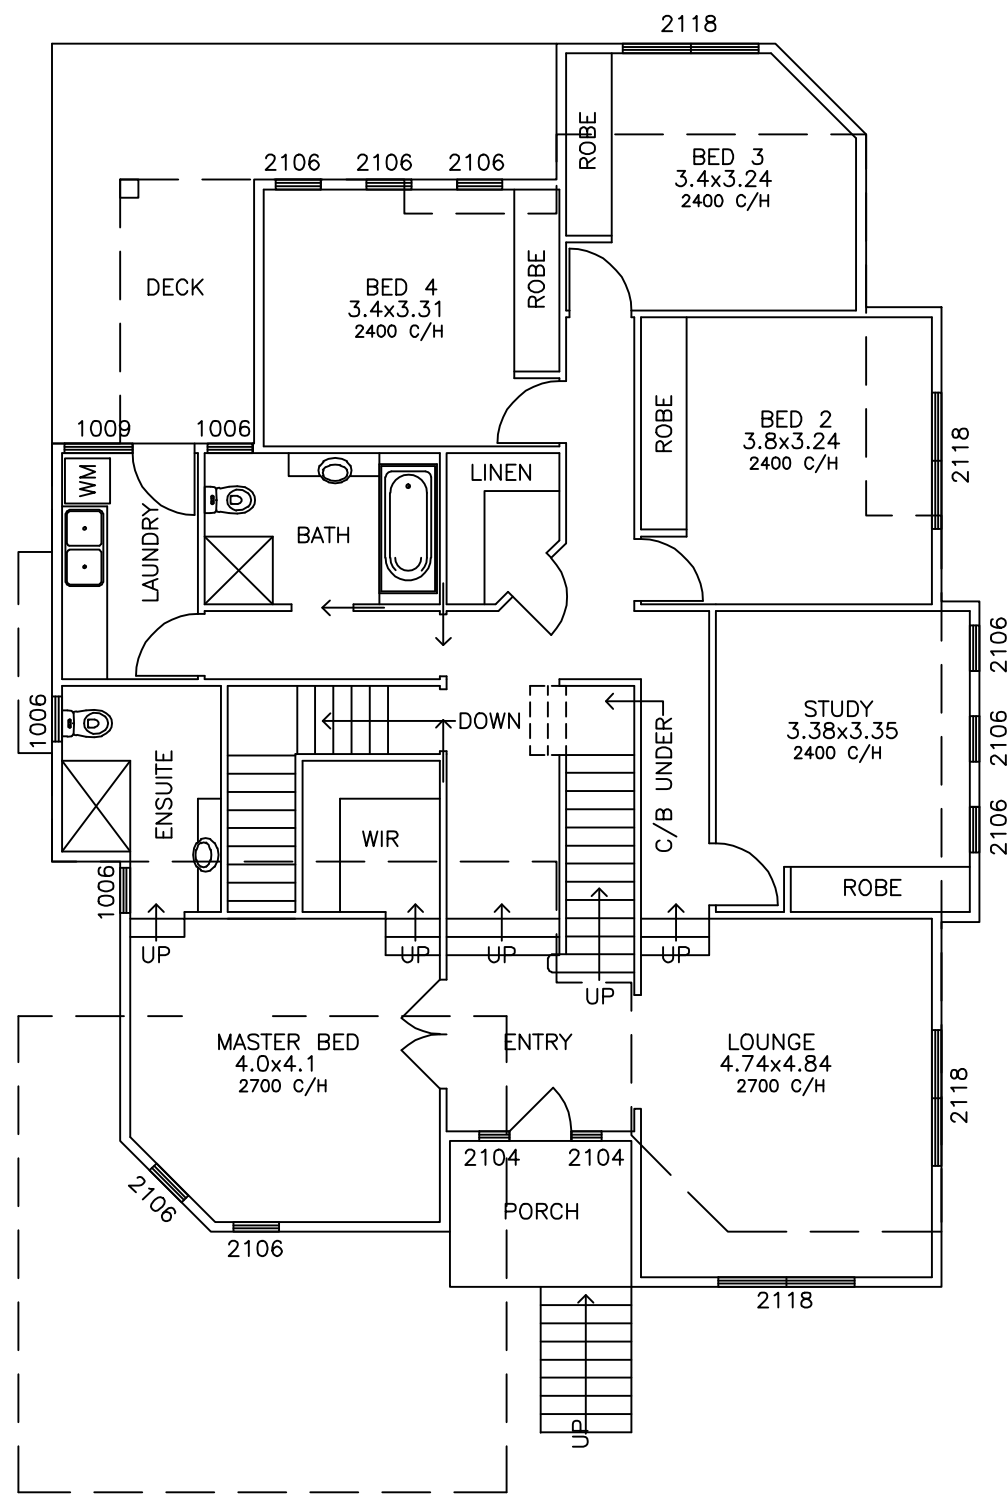 2118
ROBE
BED 3
3.4x3.24
2400 C/H
2106
2106
2106
DECK
BED 4
3.4x3.31
2400 C/H
ROBE
ROBE
BED 2
3.8x3.24
2400 C/H
2118
1009
1006
WM
LAUNDRY
BATH
LINEN
2106
1006
DOWN
C/B UNDER
STUDY
3.38x3.35
2400 C/H
2106
ENSUITE
WIR
2106
1006
ROBE
UP
UP
UP
UP
UP
MASTER BED
4.0x4.1
2700 C/H
ENTRY
LOUNGE
4.74x4.84
2700 C/H
2118
2104
2104
2106
PORCH
2106
2118
UP